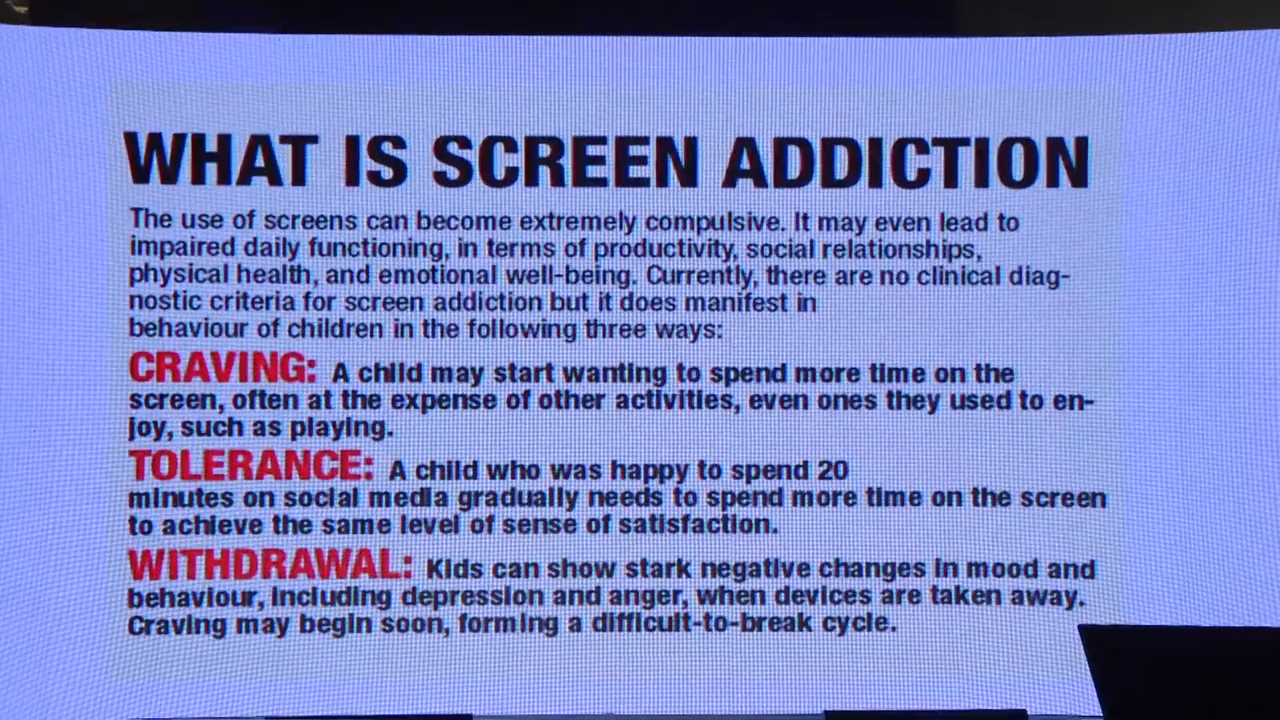 WHAT IS SCREEN ADDICTION
The use of screens can become extremely compulsive. It may even lead to
impaired daily functioning, in terms of productivity, social relationships,
physical health, and emotional well-being. Currently, there are no clinical diag-
nostic criteria for screen addiction but it does manifest in
behaviour of children in the following three ways:
CRAVING: A child may start wanting to spend more time on the
screen, often at the expense of other activities, even ones they used to en-
joy, such as playing.
TOLERANCE: A child who was happy to spend 20
minutes on social media gradually needs to spend more time on the screen
to achieve the same level of sense of satisfaction.
WITHDRAWAL: Kids can show stark negative changes in mood and
behaviour, including depression and anger, when devices are taken away.
Craving may begin soon, forming a difficult-to-break cycle.